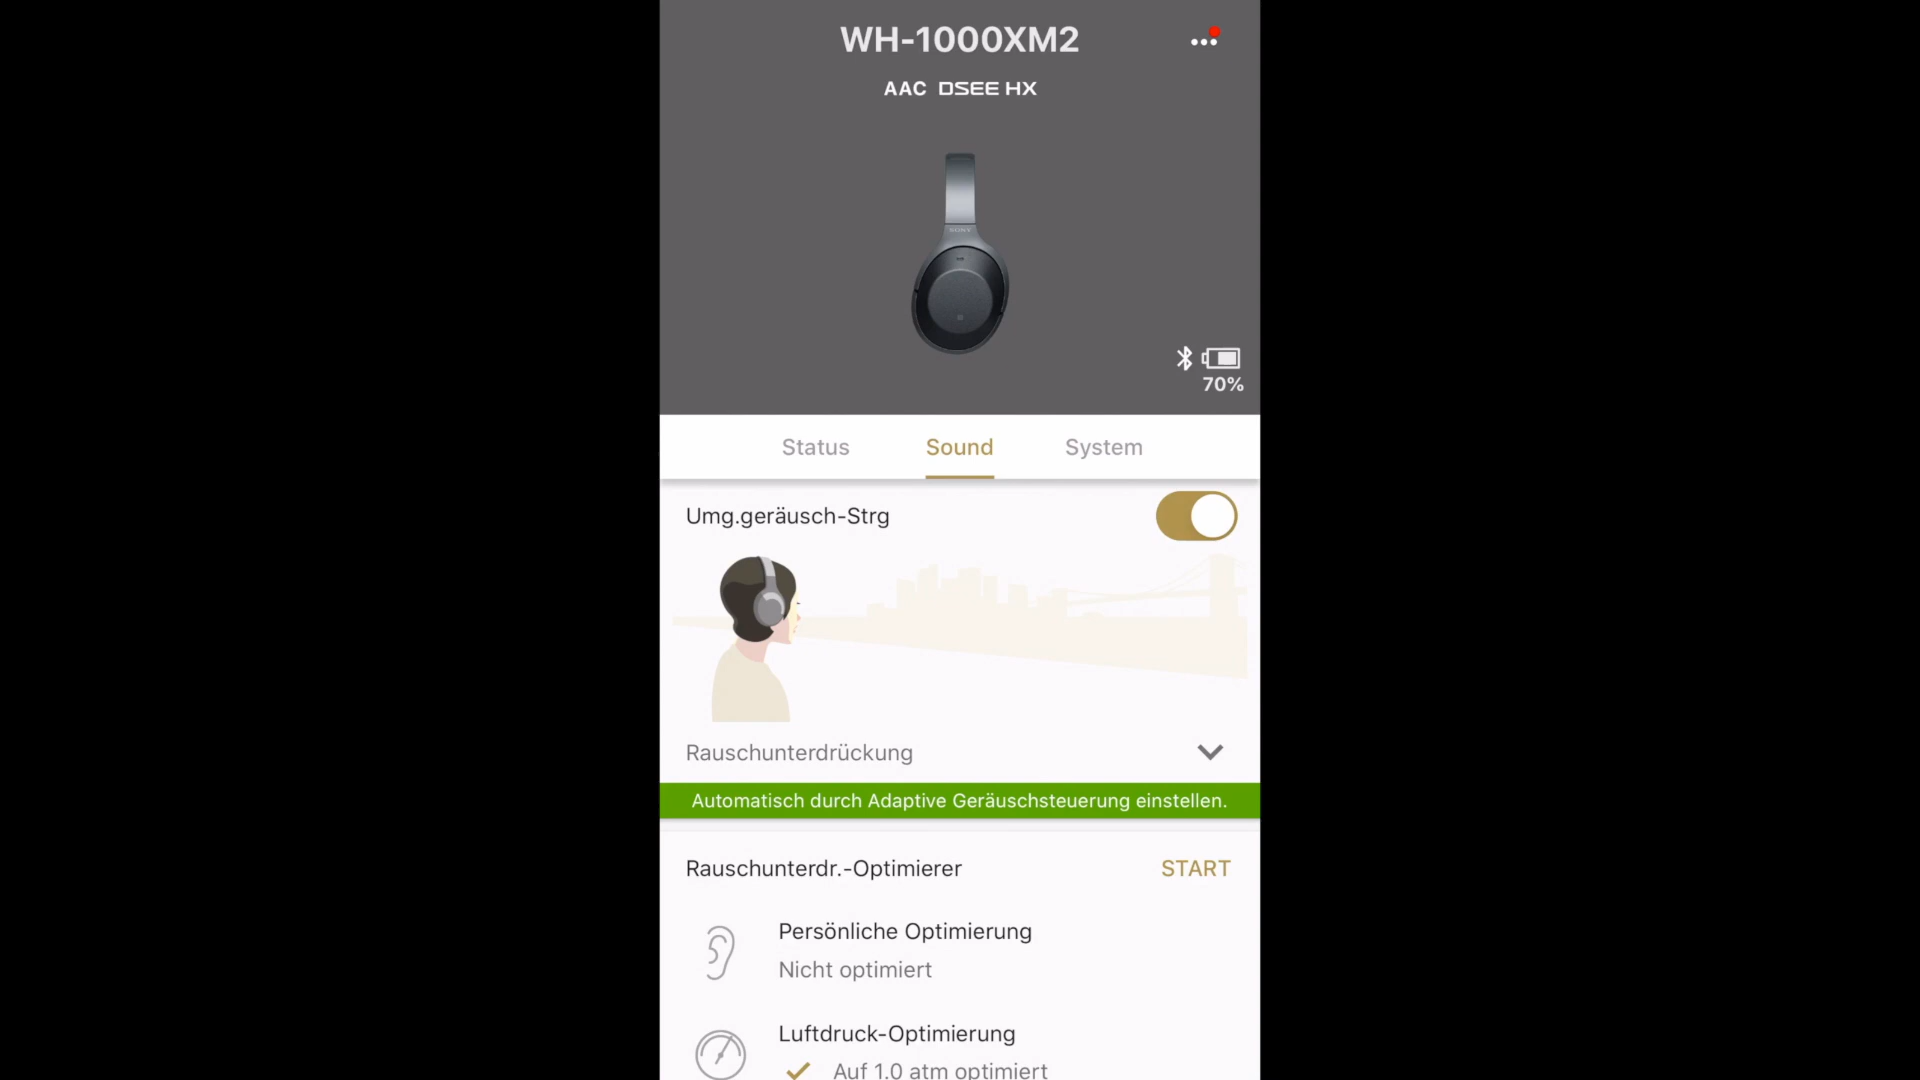 WH-1000XM2
AAC DSEE HX
SONY
70%
Status Sound System
Umg.geräusch-Strg
Rauschunterdrückung
Automatisch durch Adaptive Geräuschsteuerung einstellen.
Rauschunterdr.-Optimierer START
Persönliche Optimierung
Nicht optimiert
Luftdruck-Optimierung
Auf 1.0 atm optimiert